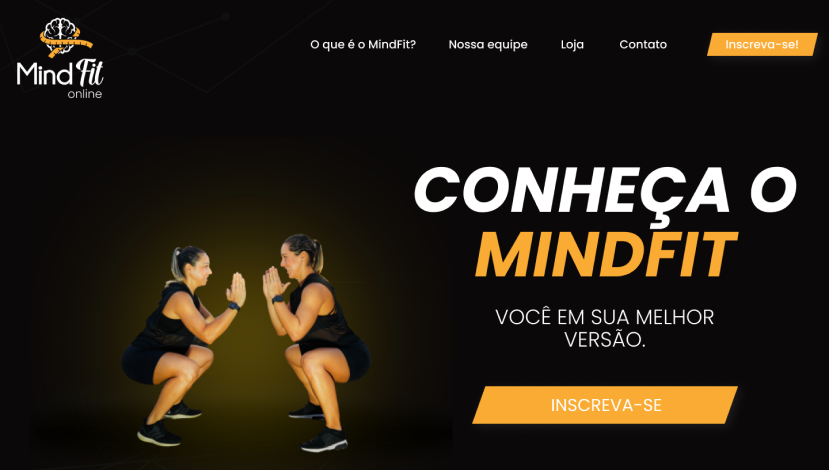 Mind Fit
online
O que é o MindFit?
Nossa equipe
Loja
Contato
Inscreva-se!
CONHEÇA O
MINDFIT
VOCÊ EM SUA MELHOR
VERSÃO.
INSCREVA-SE